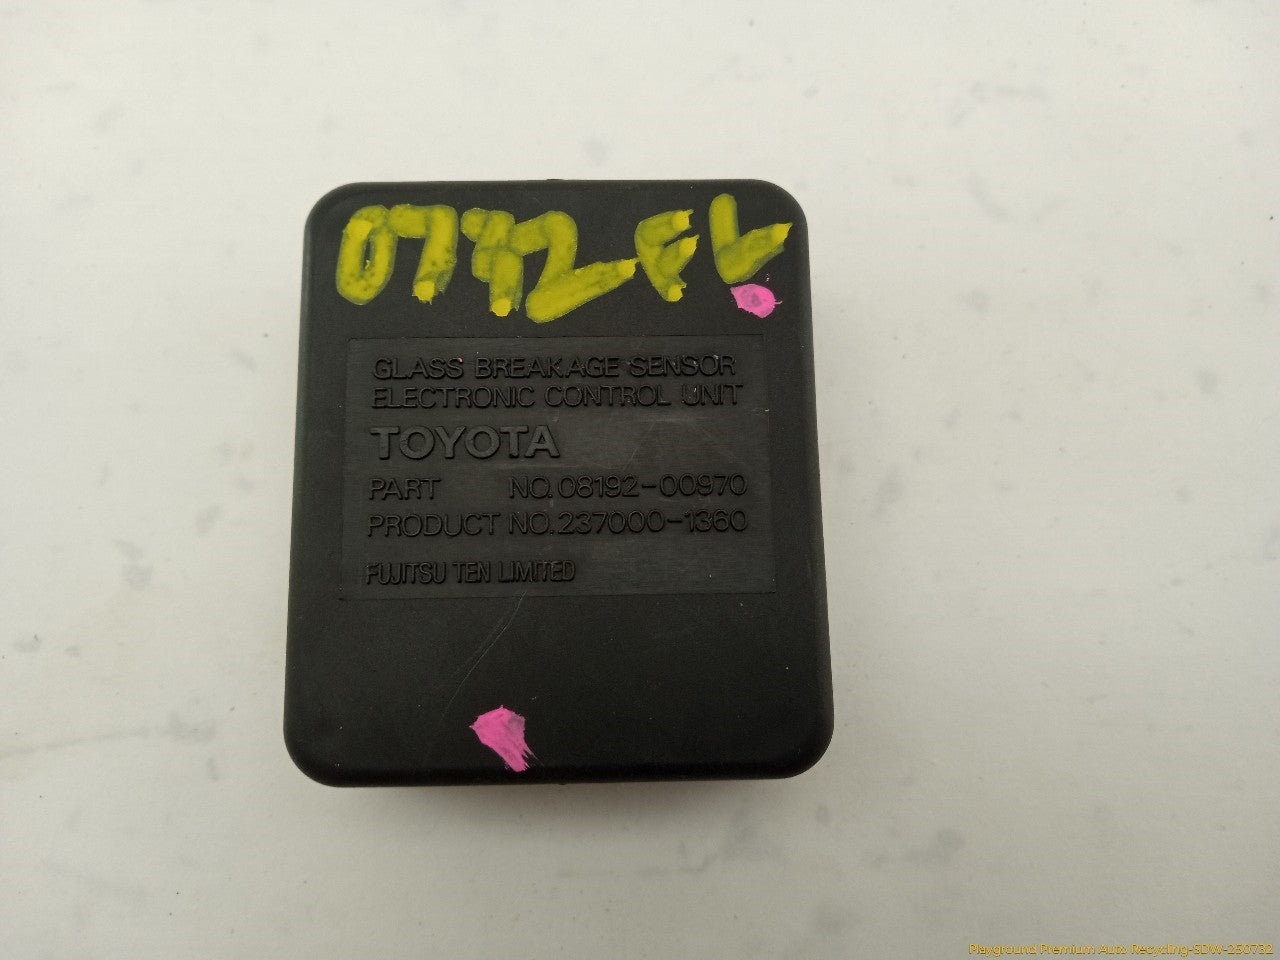 0792 FL
GLASS BREAKAGE SENSOR
ELECTRONIC CONTROL UNIT
TOYOTA
PART NO. 08192-00970
PRODUCT NO. 237000-1360
FUJITSU TEN LIMITED
Playground Premium Auto Recycling-SDW-250732